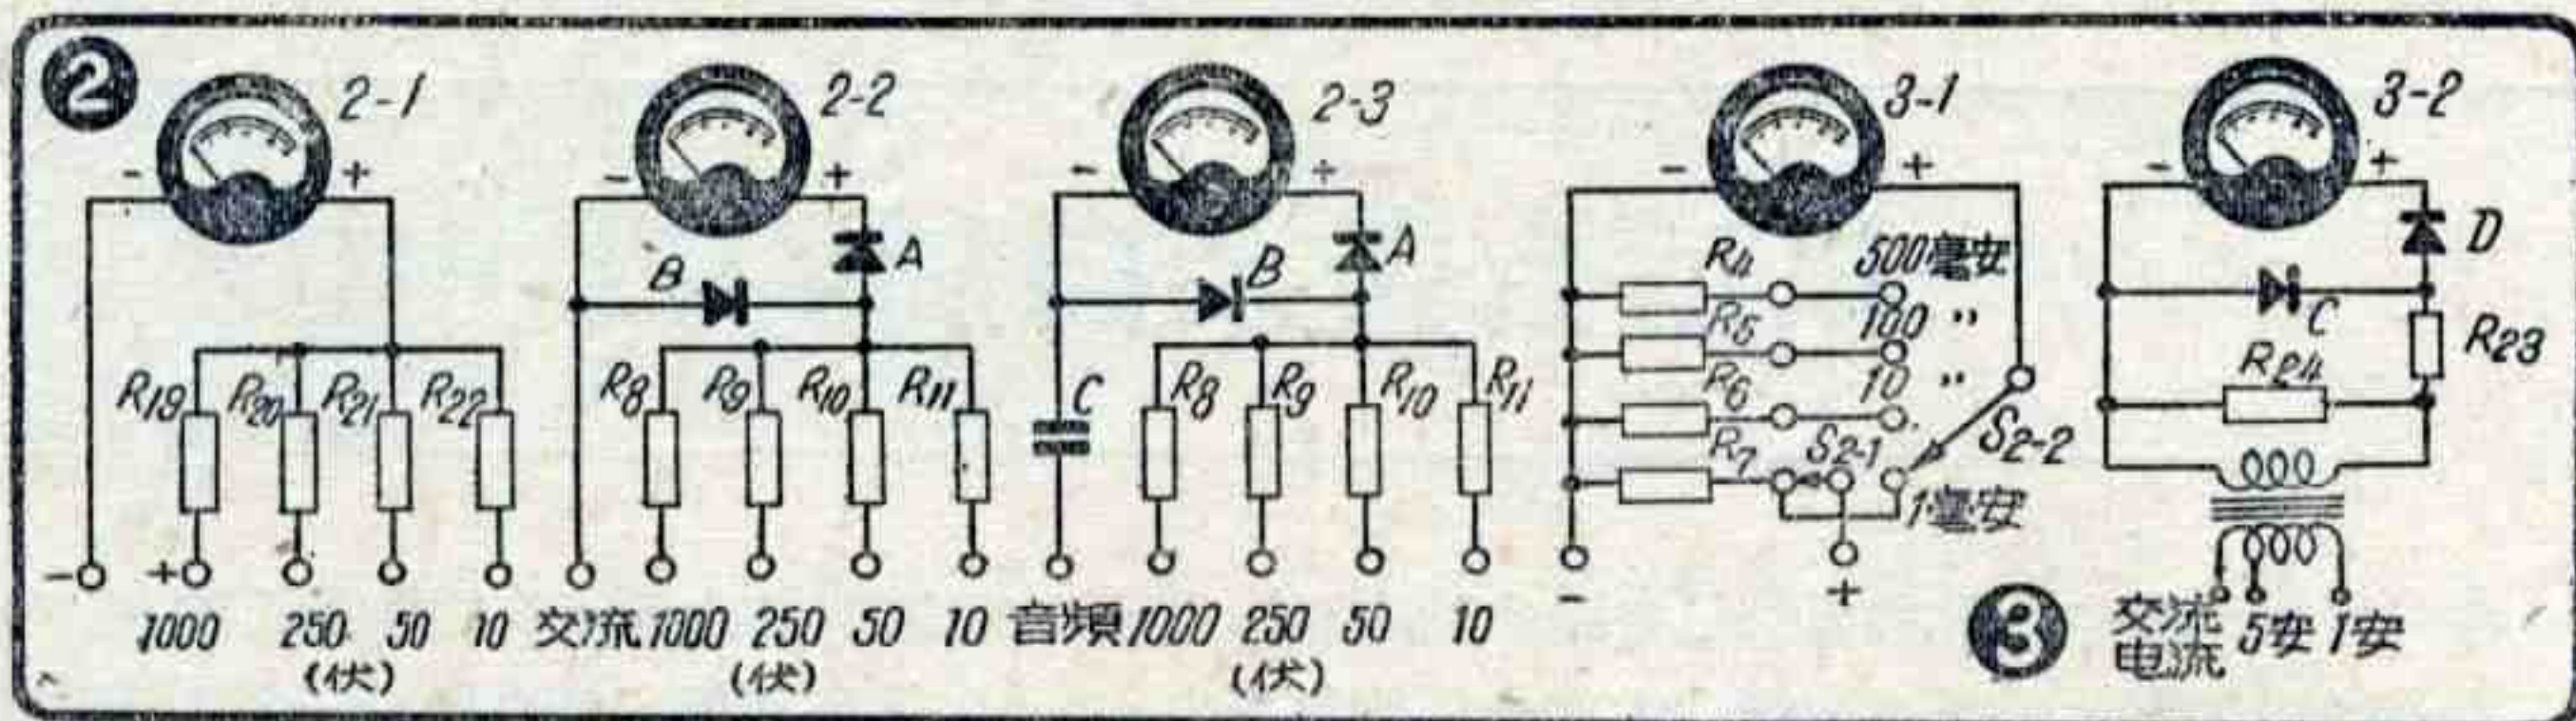 2
2-1
- +
R19 R20 R21 R22
-
+
1000 250 50 10
(伏)
2-2
- +
B A
R8 R9 R10 R11
交流 1000 250 50 10
(伏)
2-3
- +
B A
C R8 R9 R10 R11
音頻 1000 250 50 10
(伏)
3-1
- +
R4 500毫安
R5 100 "
R6 10 "
R7 S2-1 S2-2
1毫安
- +
3
3-2
- +
D
C
R23
R24
交流
电流 5安 1安